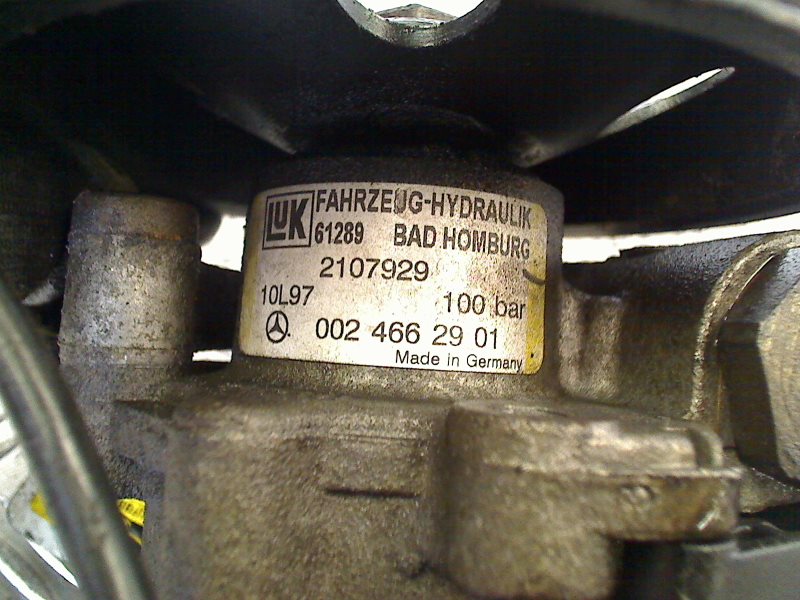 LUK FAHRZEUG-HYDRAULIK
61289 BAD HOMBURG
2107929
10L97 100 bar
002 466 29 01
Made in Germany